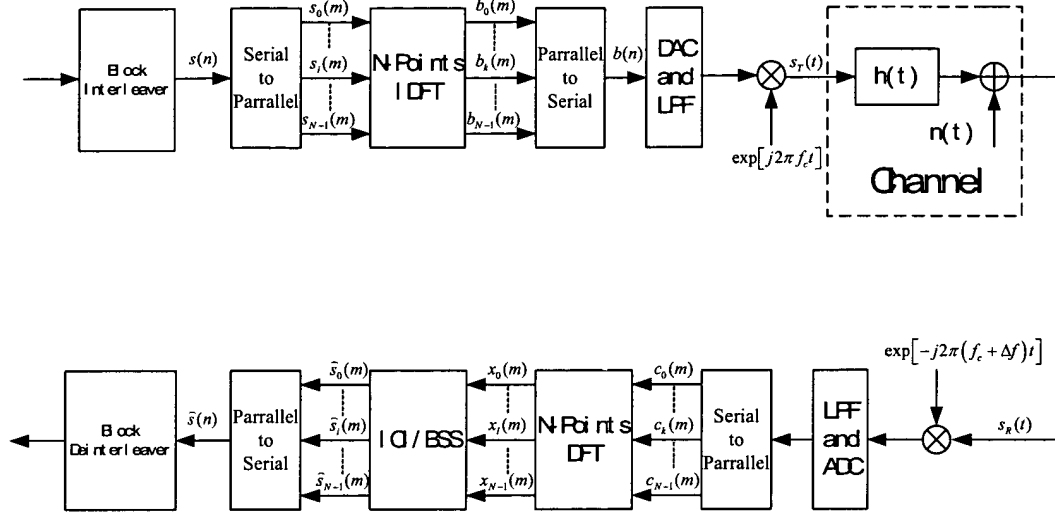 Block
Interleaver
s(n)
Serial
to
Parrallel
s_0(m)
s_i(m)
s_{N-1}(m)
N-Points
IDFT
b_0(m)
b_k(m)
b_{N-1}(m)
Parrallel
to
Serial
b(n)
DAC
and
LPF
exp[j2πf_c t]
s_T(t)
h(t)
n(t)
Channel
Block
Deinterleaver
ŝ(n)
Parrallel
to
Serial
ŝ_0(m)
ŝ_i(m)
ŝ_{N-1}(m)
ICI/BSS
x_0(m)
x_i(m)
x_{N-1}(m)
N-Points
DFT
c_0(m)
c_k(m)
c_{N-1}(m)
Serial
to
Parrallel
LPF
and
ADC
exp[-j2π(f_c+Δf)t]
s_R(t)